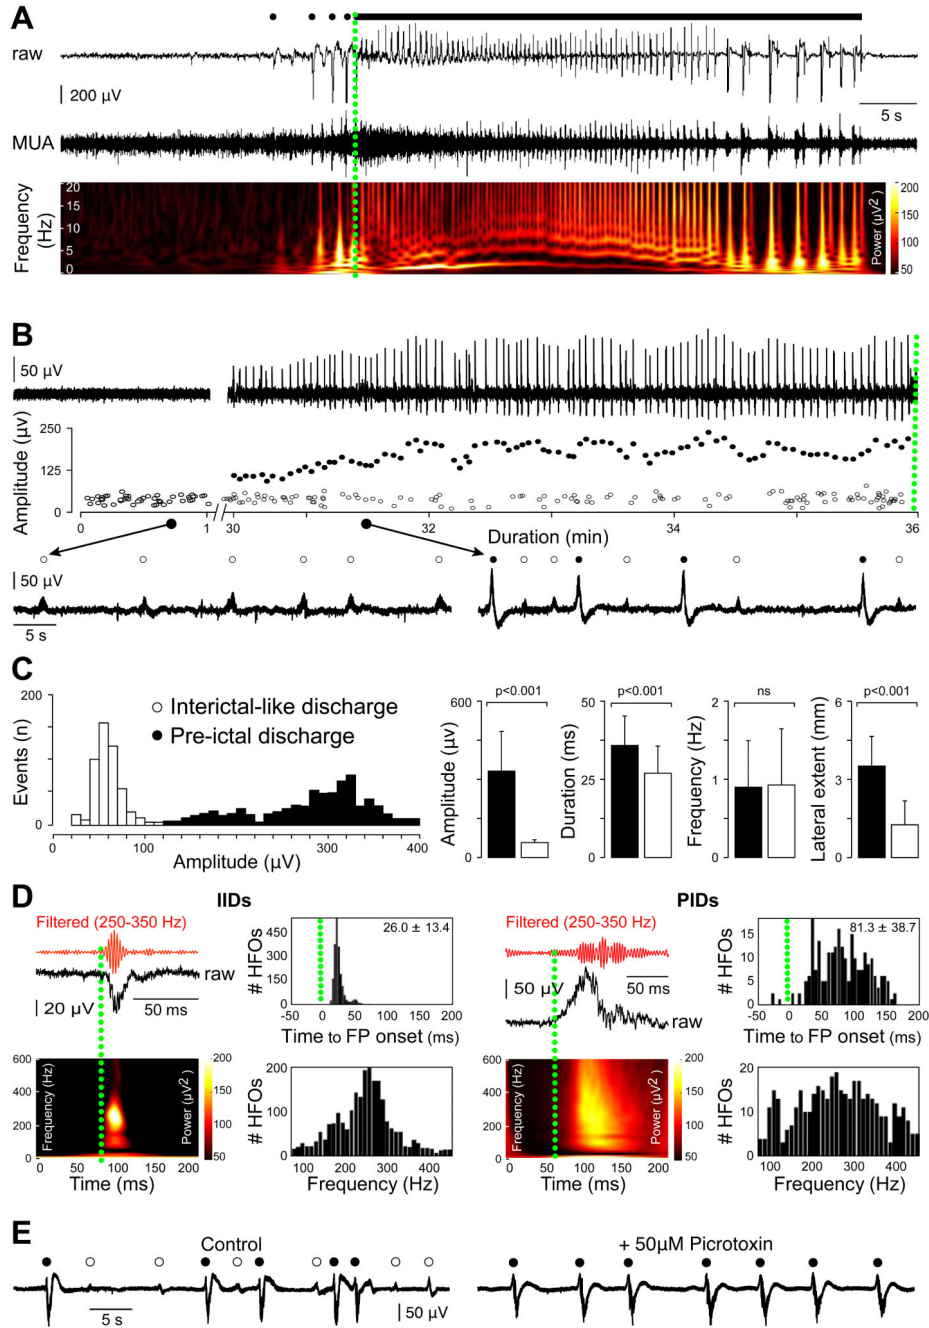 A
raw
200 µV
5 s
MUA
Frequency (Hz)
20
15
10
5
0
Power (µV²)
200
150
100
50
B
50 µV
Amplitude (µv)
250
125
0
0
1
30
32
34
36
Duration (min)
50 µV
5 s
C
Events (n)
200
0
100
200
300
400
Amplitude (µV)
Interictal-like discharge
Pre-ictal discharge
p<0.001
Amplitude (µv)
600
0
p<0.001
Duration (ms)
50
25
0
ns
Frequency (Hz)
2
1
0
p<0.001
Lateral extent (mm)
6
3
0
D
IIDs
PIDs
Filtered (250-350 Hz)
raw
20 µV
50 ms
# HFOs
450
300
150
0
26.0 ± 13.4
-50
0
50
100
150
200
Time to FP onset (ms)
Filtered (250-350 Hz)
50 µV
50 ms
raw
# HFOs
15
10
5
0
81.3 ± 38.7
-50
0
50
100
150
200
Time to FP onset (ms)
Frequency (Hz)
600
400
200
0
Power (µV²)
200
150
100
50
0
50
100
150
200
Time (ms)
# HFOs
200
100
0
100
200
300
400
Frequency (Hz)
Frequency (Hz)
600
400
200
0
Power (µV²)
200
150
100
50
0
50
100
150
200
Time (ms)
# HFOs
20
10
0
100
200
300
400
Frequency (Hz)
E
Control
+ 50µM Picrotoxin
5 s
50 µV